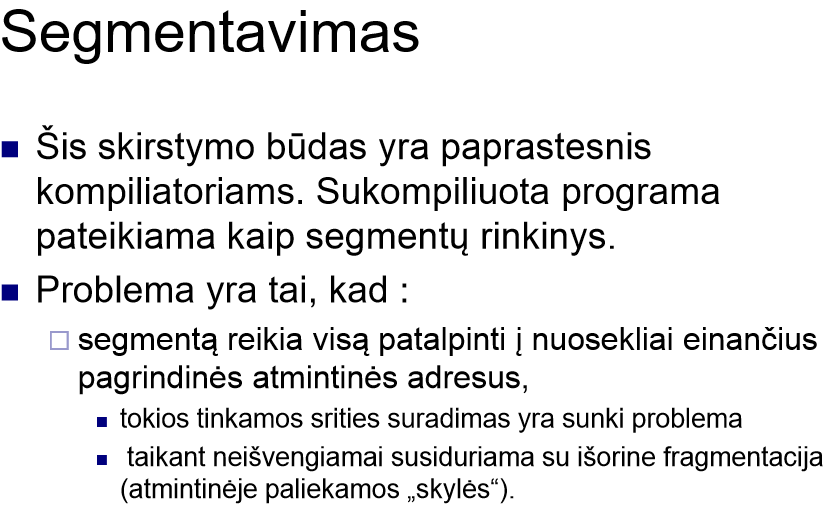 Segmentavimas
Šis skirstymo būdas yra paprastesnis
kompiliatoriams. Sukompiliuota programa
pateikiama kaip segmentų rinkinys.
Problema yra tai, kad :
segmentą reikia visą patalpinti į nuosekliai einančius
pagrindinės atmintinės adresus,
tokios tinkamos srities suradimas yra sunki problema
taikant neišvengiamai susiduriama su išorine fragmentacija
(atmintinėje paliekamos „skylės“).